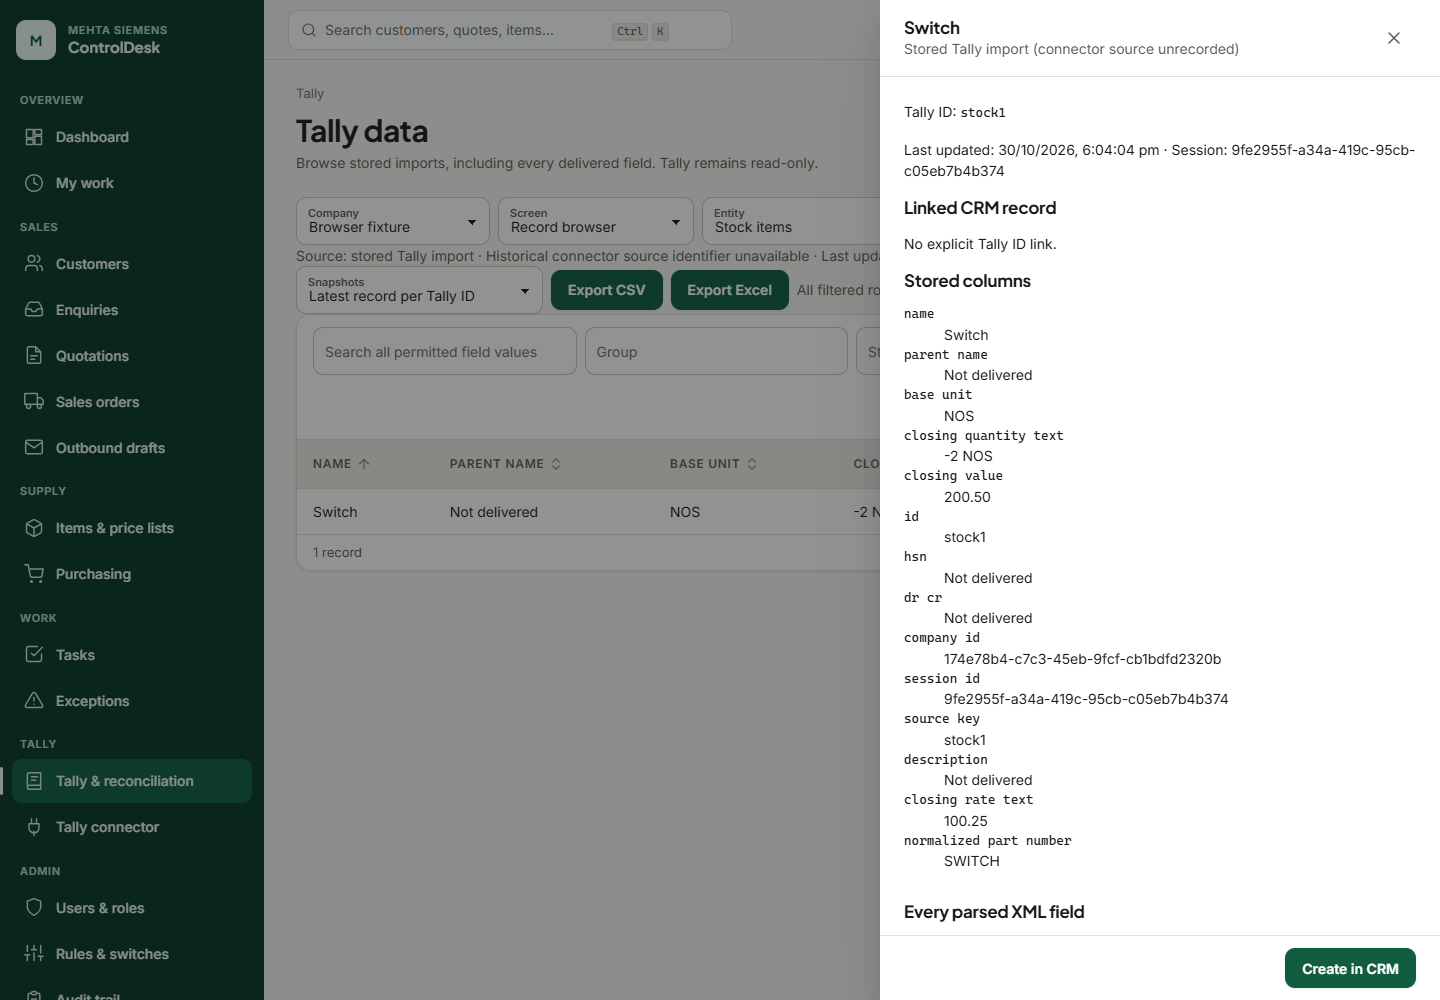 M
MEHTA SIEMENS
ControlDesk
OVERVIEW
Dashboard
My work
SALES
Customers
Enquiries
Quotations
Sales orders
Outbound drafts
SUPPLY
Items & price lists
Purchasing
WORK
Tasks
Exceptions
TALLY
Tally & reconciliation
Tally connector
ADMIN
Users & roles
Rules & switches
Audit trail
Search customers, quotes, items...
Ctrl K
Tally
Tally data
Browse stored imports, including every delivered field. Tally remains read-only.
Company
Browser fixture
Screen
Record browser
Entity
Stock items
Source: stored Tally import · Historical connector source identifier unavailable · Last upda
Snapshots
Latest record per Tally ID
Export CSV
Export Excel
All filtered ro
Search all permitted field values
Group
St
NAME PARENT NAME BASE UNIT CLO
Switch Not delivered NOS -2 N
1 record
Switch
Stored Tally import (connector source unrecorded)
Tally ID: stock1
Last updated: 30/10/2026, 6:04:04 pm · Session: 9fe2955f-a34a-419c-95cb-
c05eb7b4b374
Linked CRM record
No explicit Tally ID link.
Stored columns
name
Switch
parent name
Not delivered
base unit
NOS
closing quantity text
-2 NOS
closing value
200.50
id
stock1
hsn
Not delivered
dr cr
Not delivered
company id
174e78b4-c7c3-45eb-9fcf-cb1bdfd2320b
session id
9fe2955f-a34a-419c-95cb-c05eb7b4b374
source key
stock1
description
Not delivered
closing rate text
100.25
normalized part number
SWITCH
Every parsed XML field
Create in CRM